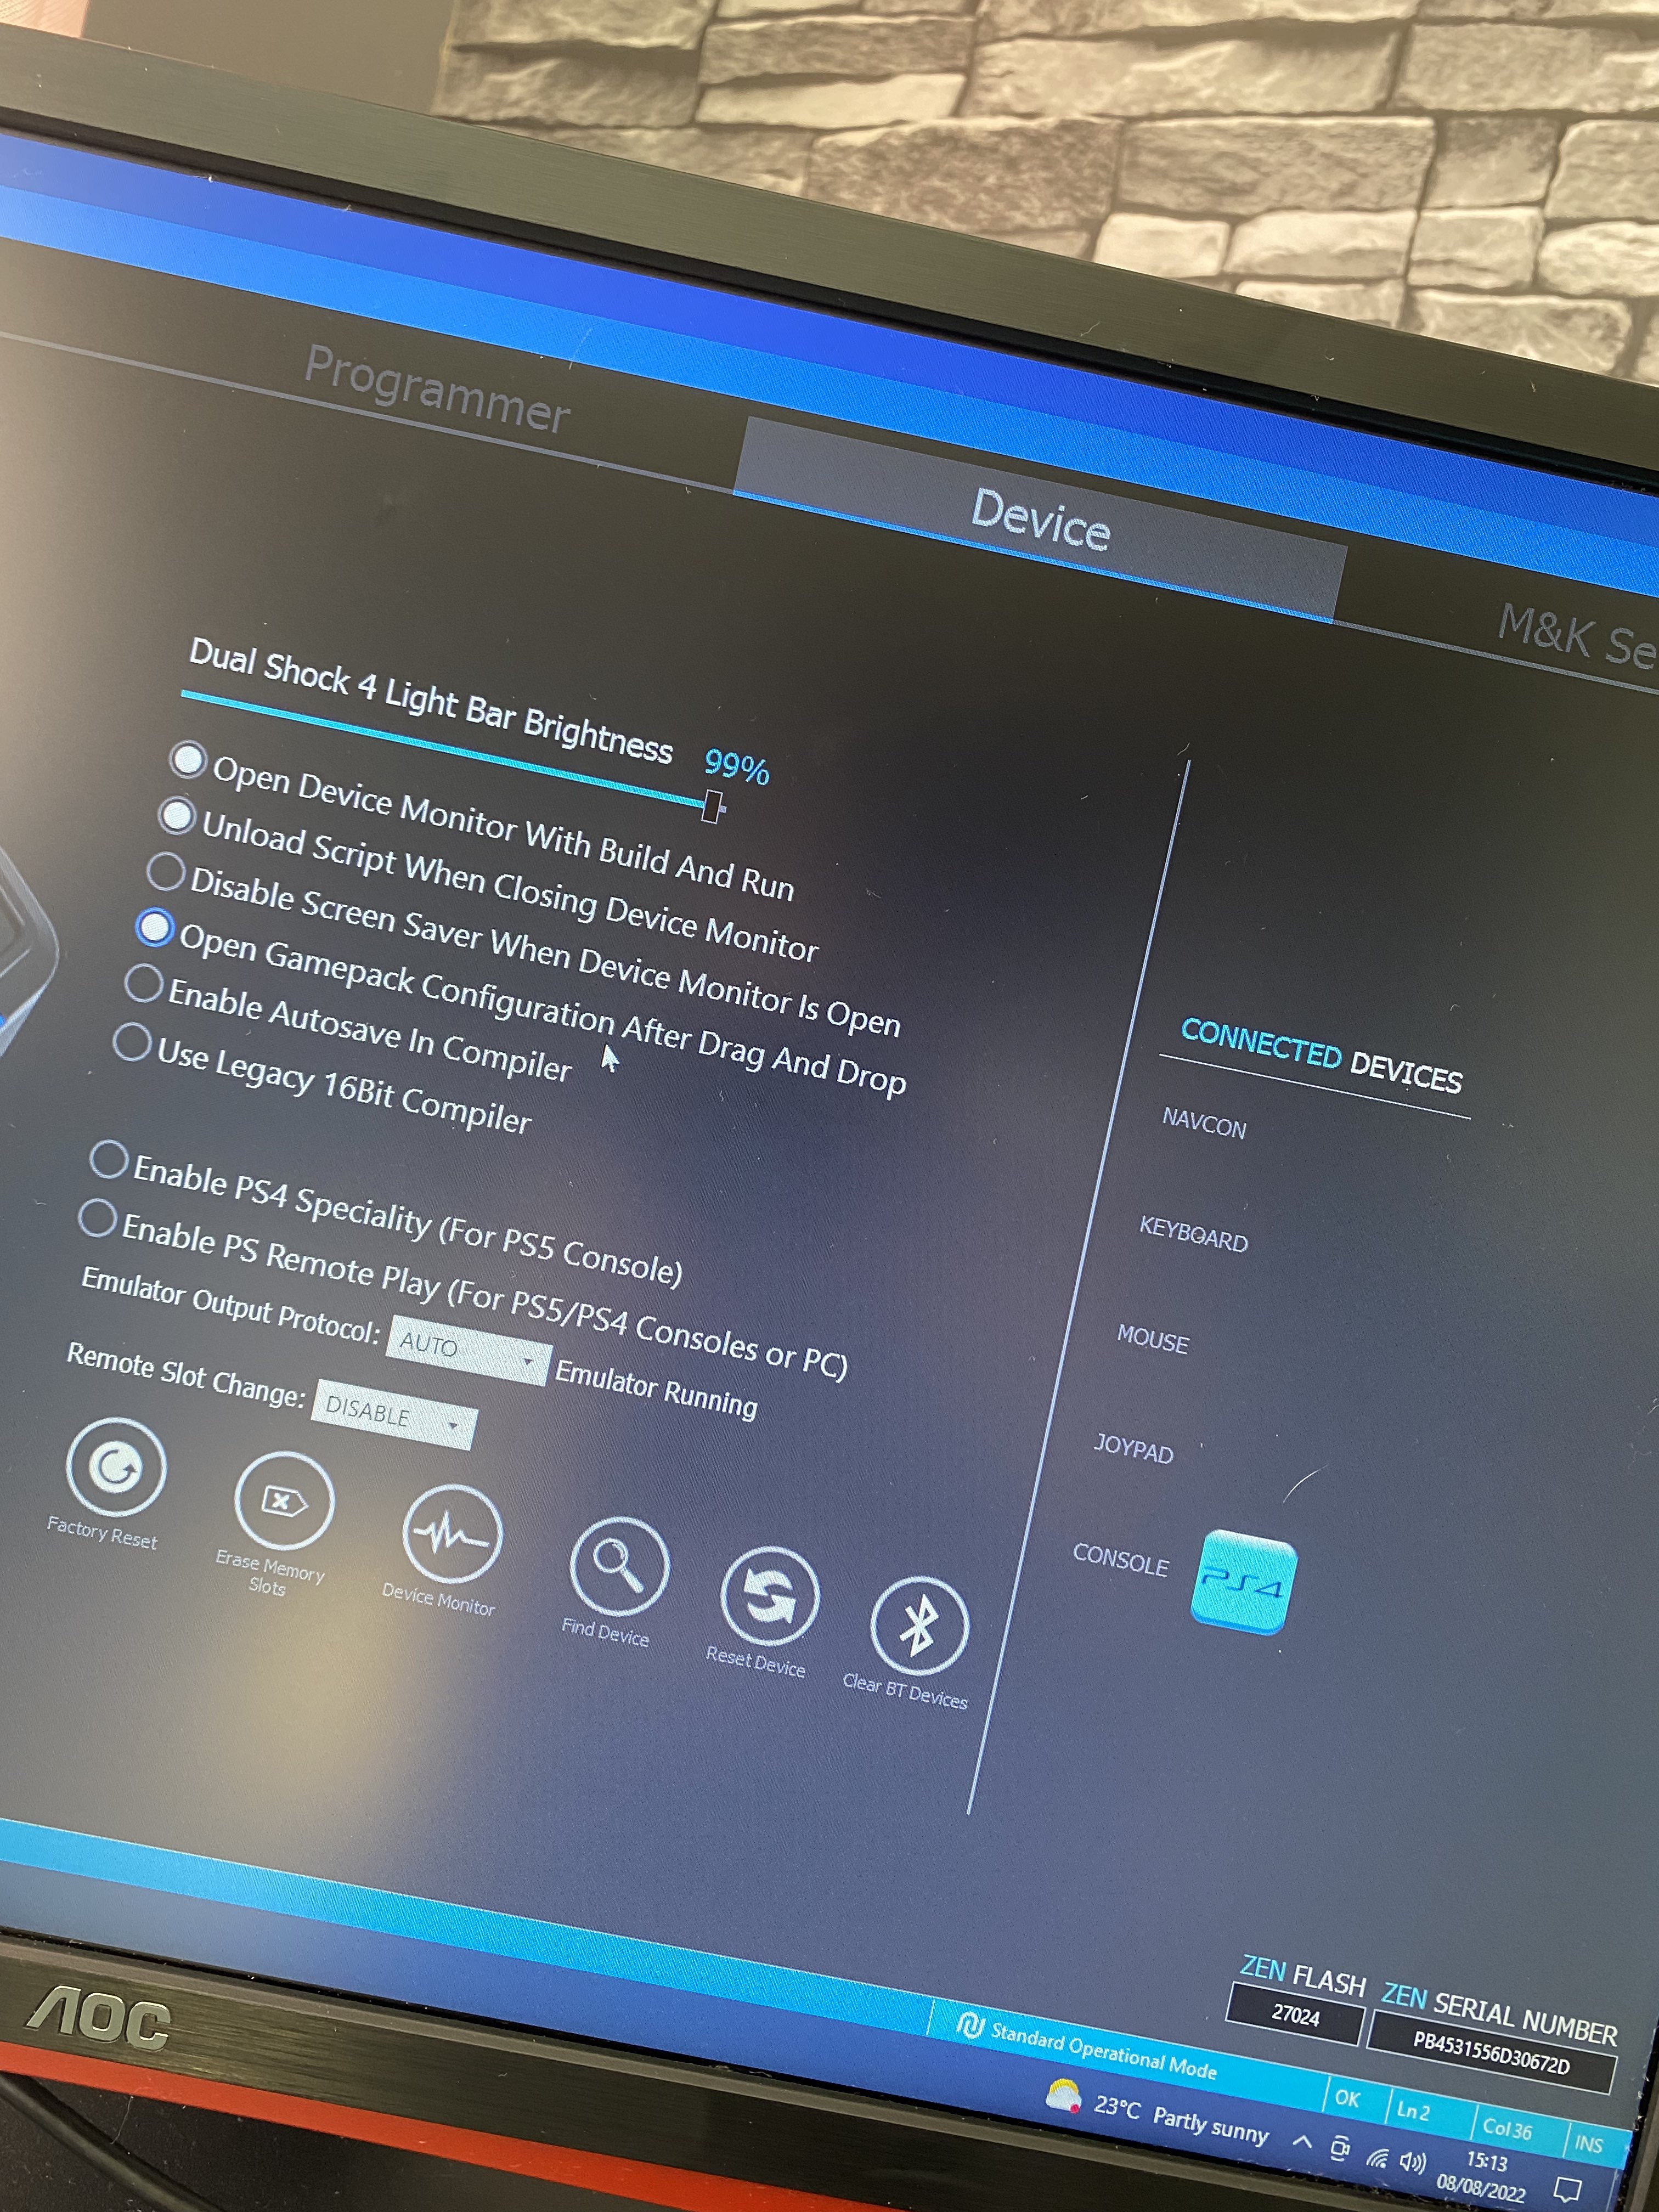 Programmer
Device
M&K Se
Dual Shock 4 Light Bar Brightness 99%
Open Device Monitor With Build And Run
Unload Script When Closing Device Monitor
Disable Screen Saver When Device Monitor Is Open
Open Gamepack Configuration After Drag And Drop
Enable Autosave In Compiler
Use Legacy 16Bit Compiler
Enable PS4 Speciality (For PS5 Console)
Enable PS Remote Play (For PS5/PS4 Consoles or PC)
Emulator Output Protocol: AUTO Emulator Running
Remote Slot Change: DISABLE
Factory Reset
Erase Memory
Slots
Device Monitor
Find Device
Reset Device
Clear BT Devices
CONNECTED DEVICES
NAVCON
KEYBOARD
MOUSE
JOYPAD
CONSOLE PS4
ZEN FLASH
27024
ZEN SERIAL NUMBER
PB4531556D30672D
Standard Operational Mode
OK
Ln 2
Col 36
INS
23°C Partly sunny
15:13
08/08/2022
AOC